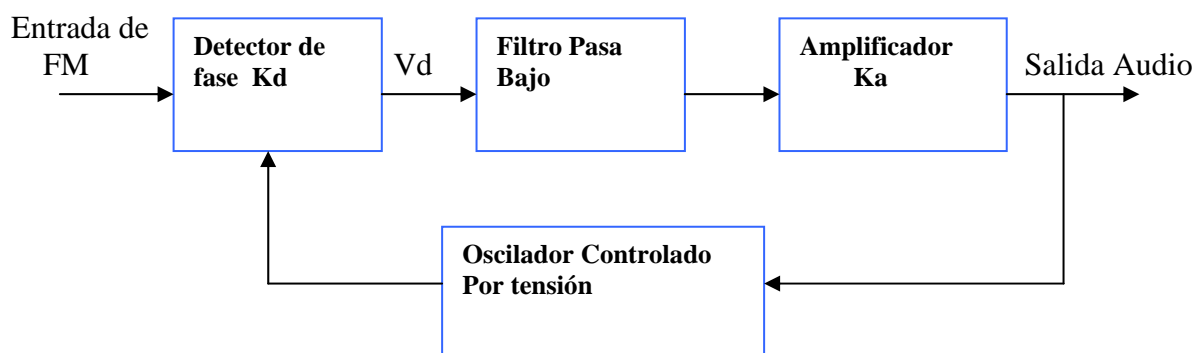 Entrada de
FM
Detector de
fase Kd
Vd
Filtro Pasa
Bajo
Amplificador
Ka
Salida Audio
Oscilador Controlado
Por tensión